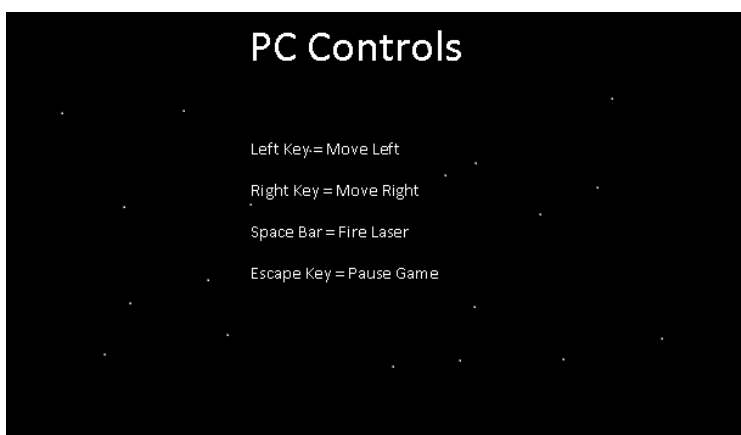 PC Controls
Left Key = Move Left
Right Key = Move Right
Space Bar = Fire Laser
Escape Key = Pause Game